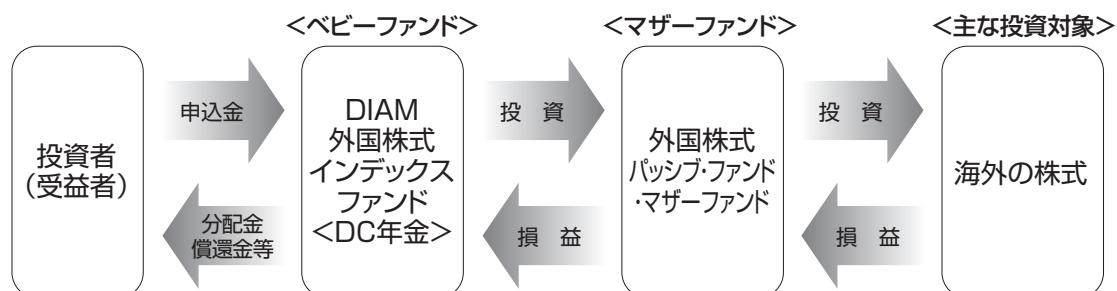 <ベビーファンド>
<マザーファンド>
<主な投資対象>
投資者
(受益者)
申込金
分配金
償還金等
DIAM
外国株式
インデックス
ファンド
<DC年金>
投 資
損 益
外国株式
パッシブ・ファンド
・マザーファンド
投 資
損 益
海外の株式